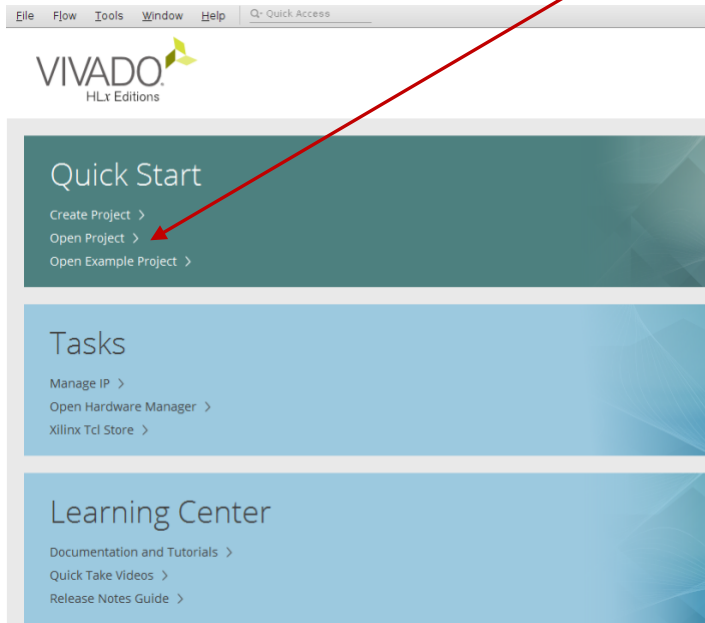 File Flow Tools Window Help Q- Quick Access
VIVADO.
HLx Editions
Quick Start
Create Project >
Open Project >
Open Example Project >
Tasks
Manage IP >
Open Hardware Manager >
Xilinx Tcl Store >
Learning Center
Documentation and Tutorials >
Quick Take Videos >
Release Notes Guide >